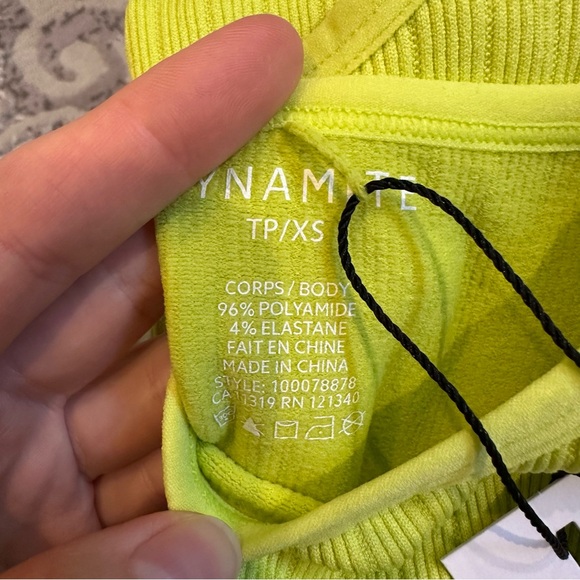 YNAMITE
TP/XS
CORPS/BODY
96% POLYAMIDE
4% ELASTANE
FAIT EN CHINE
MADE IN CHINA
STYLE: 100078878
RN 121340